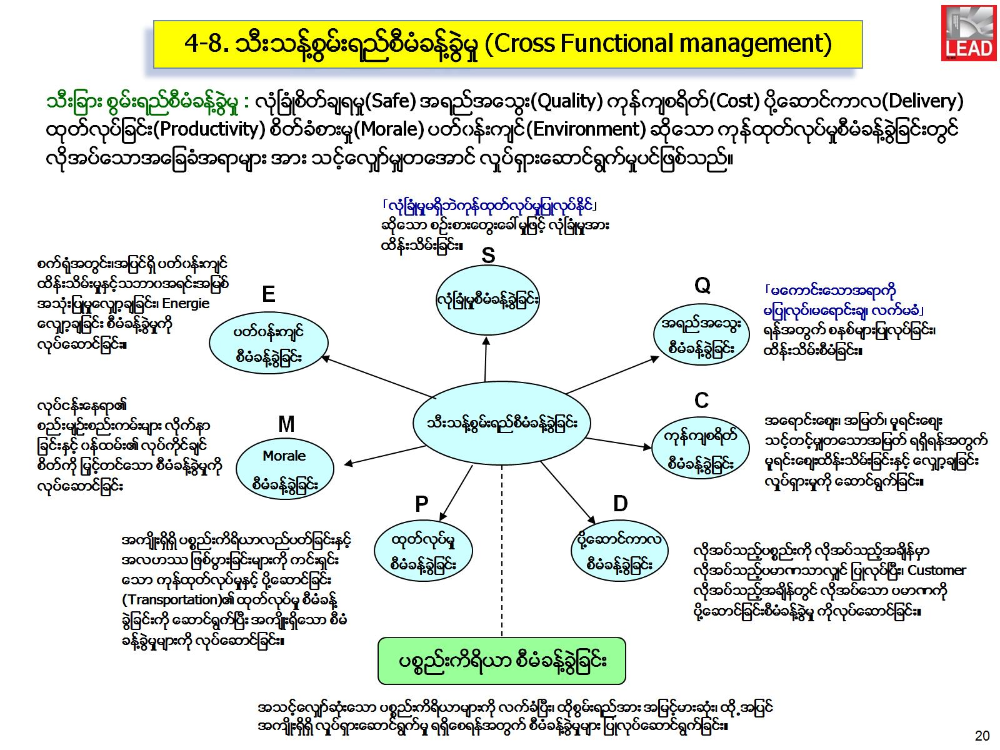 4-8. သီးသန့်စွမ်းရည်စီမံခန့်ခွဲမှု (Cross Functional management)
LEAD
သီးခြား စွမ်းရည်စီမံခန့်ခွဲမှု : လုံခြုံစိတ်ချရမှု(Safe) အရည်အသွေး(Quality) ကုန်ကျစရိတ်(Cost) ပို့ဆောင်ကာလ(Delivery)
ထုတ်လုပ်ခြင်း(Productivity) စိတ်ခံစားမှု(Morale) ပတ်ဝန်းကျင်(Environment) ဆိုသော ကုန်ထုတ်လုပ်မှုစီမံခန့်ခွဲခြင်းတွင်
လိုအပ်သောအခြေခံအရာများ အား သင့်လျှော်မျှတအောင် လှုပ်ရှားဆောင်ရွက်မှုပင်ဖြစ်သည်။
「လုံခြုံမှုမရှိဘဲကုန်ထုတ်လုပ်မှုပြုလုပ်နိုင်」
ဆိုသော စဉ်းစားတွေးခေါ်မှုဖြင့် လုံခြုံမှုအား
ထိန်းသိမ်းခြင်း။
S
လုံခြုံမှုစီမံခန့်ခွဲခြင်း
စက်ရုံအတွင်း၊အပြင်ရှိ ပတ်ဝန်းကျင်
ထိန်းသိမ်းမှုနှင့်သဘာဝအရင်းအမြစ်
အသုံးပြုမှုလျှော့ချခြင်း၊ Energie
လျှော့ချခြင်း စီမံခန့်ခွဲမှုကို
လုပ်ဆောင်ခြင်း။
E
ပတ်ဝန်းကျင်
စီမံခန့်ခွဲခြင်း
Q
အရည်အသွေး
စီမံခန့်ခွဲခြင်း
「မကောင်းသောအရာကို
မပြုလုပ်၊မရောင်းချ၊ လက်မခံ」
ရန်အတွက် စနစ်များပြုလုပ်ခြင်း၊
ထိန်းသိမ်းစီမံခြင်း။
သီးသန့်စွမ်းရည်စီမံခန့်ခွဲခြင်း
လုပ်ငန်းနေရာ၏
စည်းမျဉ်းစည်းကမ်းများ လိုက်နာ
ခြင်းနှင့် ဝန်ထမ်း၏ လုပ်ကိုင်ချင်
စိတ်ကို မြှင့်တင်သော စီမံခန့်ခွဲမှုကို
လုပ်ဆောင်ခြင်း
M
Morale
စီမံခန့်ခွဲခြင်း
C
ကုန်ကျစရိတ်
စီမံခန့်ခွဲခြင်း
အရောင်းဈေး၊ အမြတ်၊ မူရင်းဈေး
သင့်တင့်မျှတသောအမြတ် ရရှိရန်အတွက်
မူရင်းဈေးထိန်းသိမ်းခြင်းနှင့် လျှော့ချခြင်း
လှုပ်ရှားမှုကို ဆောင်ရွက်ခြင်း။
P
ထုတ်လုပ်မှု
စီမံခန့်ခွဲခြင်း
D
ပို့ဆောင်ကာလ
စီမံခန့်ခွဲခြင်း
အကျိုးရှိရှိ ပစ္စည်းကိရိယာလည်ပတ်ခြင်းနှင့်
အလဟဿ ဖြစ်ပွားခြင်းများကို ကင်းရှင်း
သော ကုန်ထုတ်လုပ်မှုနှင့် ပို့ဆောင်ခြင်း
(Transportation)၏ ထုတ်လုပ်မှု စီမံခန့်
ခွဲခြင်းကို ဆောင်ရွက်ပြီး အကျိုးရှိသော စီမံ
ခန့်ခွဲမှုများကို လုပ်ဆောင်ခြင်း။
လိုအပ်သည့်ပစ္စည်းကို လိုအပ်သည့်အချိန်မှာ
လိုအပ်သည့်ပမာဏသာလျှင် ပြုလုပ်ပြီး၊ Customer
လိုအပ်သည့်အချိန်တွင် လိုအပ်သော ပမာဏကို
ပို့ဆောင်ခြင်းစီမံခန့်ခွဲမှု ကိုလုပ်ဆောင်ခြင်း။
ပစ္စည်းကိရိယာ စီမံခန့်ခွဲခြင်း
အသင့်လျှော်ဆုံးသော ပစ္စည်းကိရိယာများကို လက်ခံပြီး၊ ထိုစွမ်းရည်အား အမြင့်မားဆုံး၊ ထို့အပြင်
အကျိုးရှိရှိ လှုပ်ရှားဆောင်ရွက်မှု ရရှိစေရန်အတွက် စီမံခန့်ခွဲမှုများ ပြုလုပ်ဆောင်ရွက်ခြင်း။
20